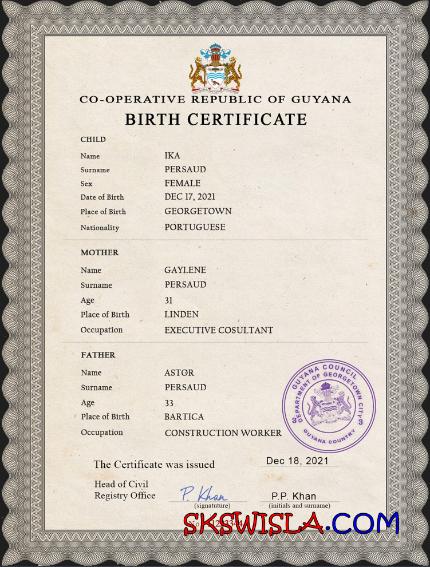 CO-OPERATIVE REPUBLIC OF GUYANA
BIRTH CERTIFICATE
CHILD
Name IKA
Surname PERSAUD
Sex FEMALE
Date of Birth DEC 17, 2021
Place of Birth GEORGETOWN
Nationality PORTUGUESE
MOTHER
Name GAYLENE
Surname PERSAUD
Age 31
Place of Birth LINDEN
Occupation EXECUTIVE COSULTANT
FATHER
Name ASTOR
Surname PERSAUD
Age 33
Place of Birth BARTICA
Occupation CONSTRUCTION WORKER
GUYANA COUNCIL
DEPARTMENT OF GEORGETOWN CITY
GUYANA COUNTRY
The Certificate was issued Dec 18, 2021
Head of Civil
Registry Office P. Khan P.P. Khan
(signatuture) (initials and surname)
SKSWISLA.COM